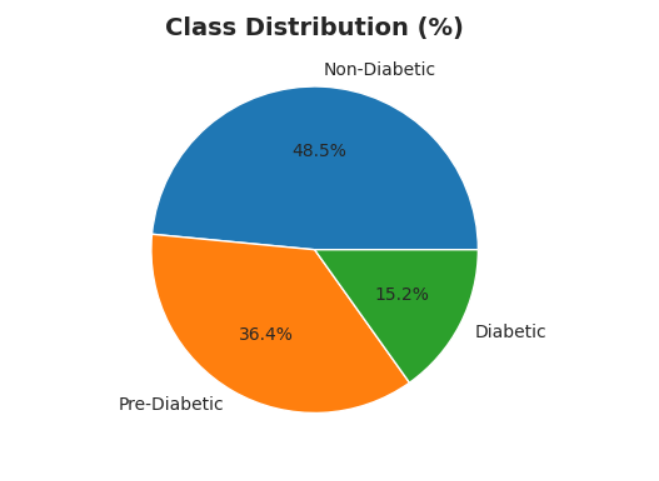 Class Distribution (%)
Non-Diabetic
48.5%
15.2%
36.4%
Diabetic
Pre-Diabetic